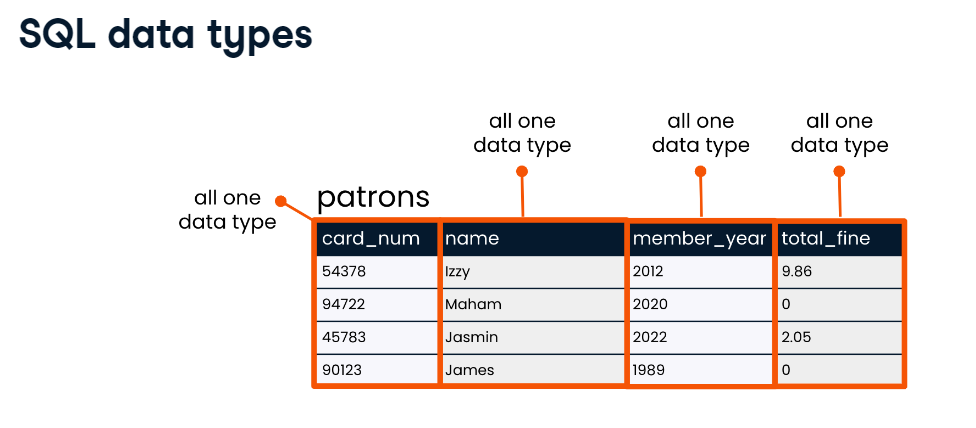 SQL data types
all one
data type
all one
data type
all one
data type
all one
data type
patrons
card_num name member_year total_fine
54378 Izzy 2012 9.86
94722 Maham 2020 0
45783 Jasmin 2022 2.05
90123 James 1989 0